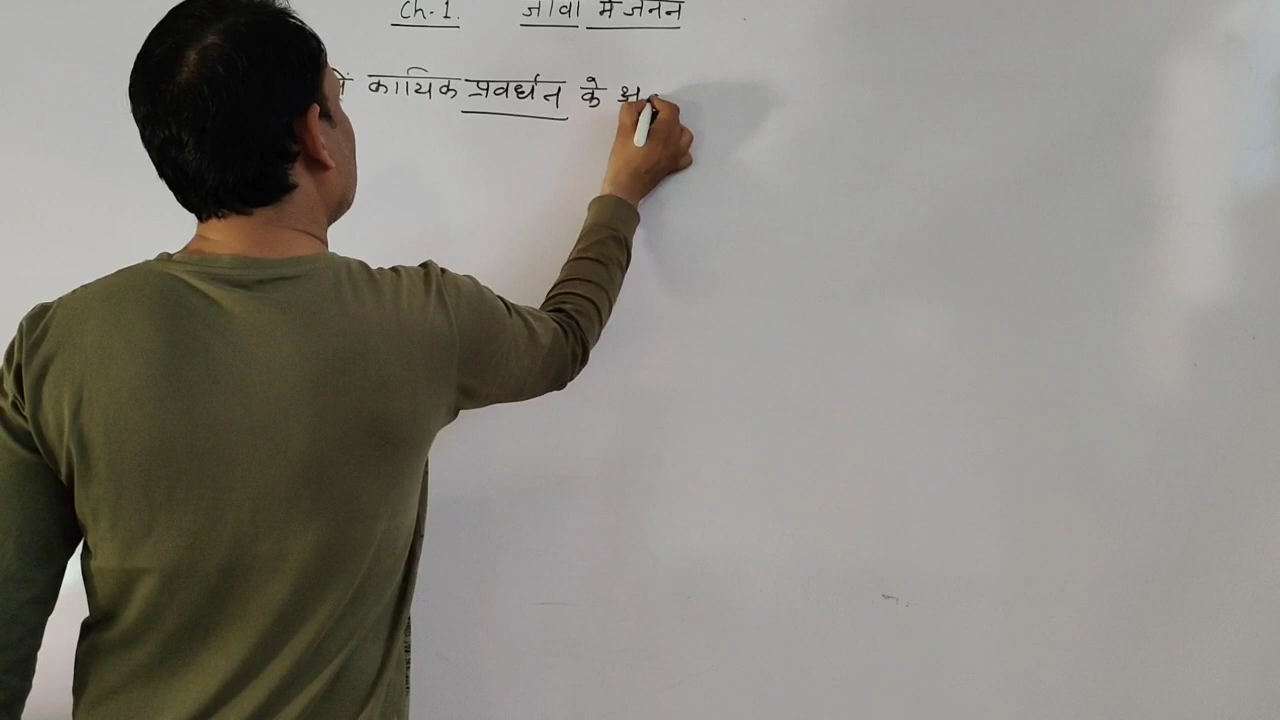 Ch-1. जीवों में जनन
में कायिक प्रवर्धन के